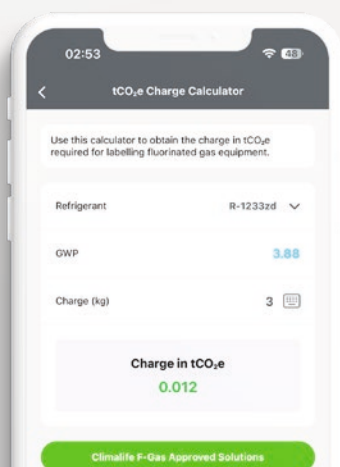 02:53 48
tCO₂e Charge Calculator
Use this calculator to obtain the charge in tCO₂e
required for labelling fluorinated gas equipment.
Refrigerant R-1233zd
GWP 3.88
Charge (kg) 3
Charge in tCO₂e
0.012
Climalife F-Gas Approved Solutions